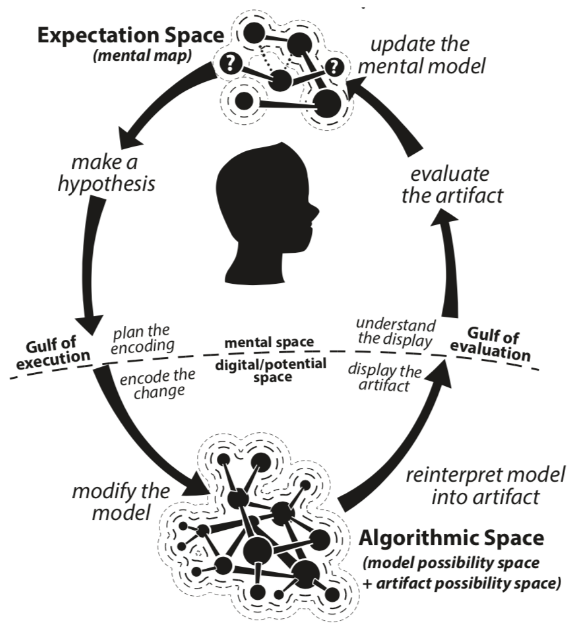 Expectation Space
(mental map)
?
?
update the
mental model
make a
hypothesis
evaluate
the artifact
Gulf of
execution
plan the
encoding
mental space
understand
the display
Gulf of
evaluation
encode the
change
digital/potential
space
display the
artifact
modify the
model
reinterpret model
into artifact
Algorithmic Space
(model possibility space
+ artifact possibility space)